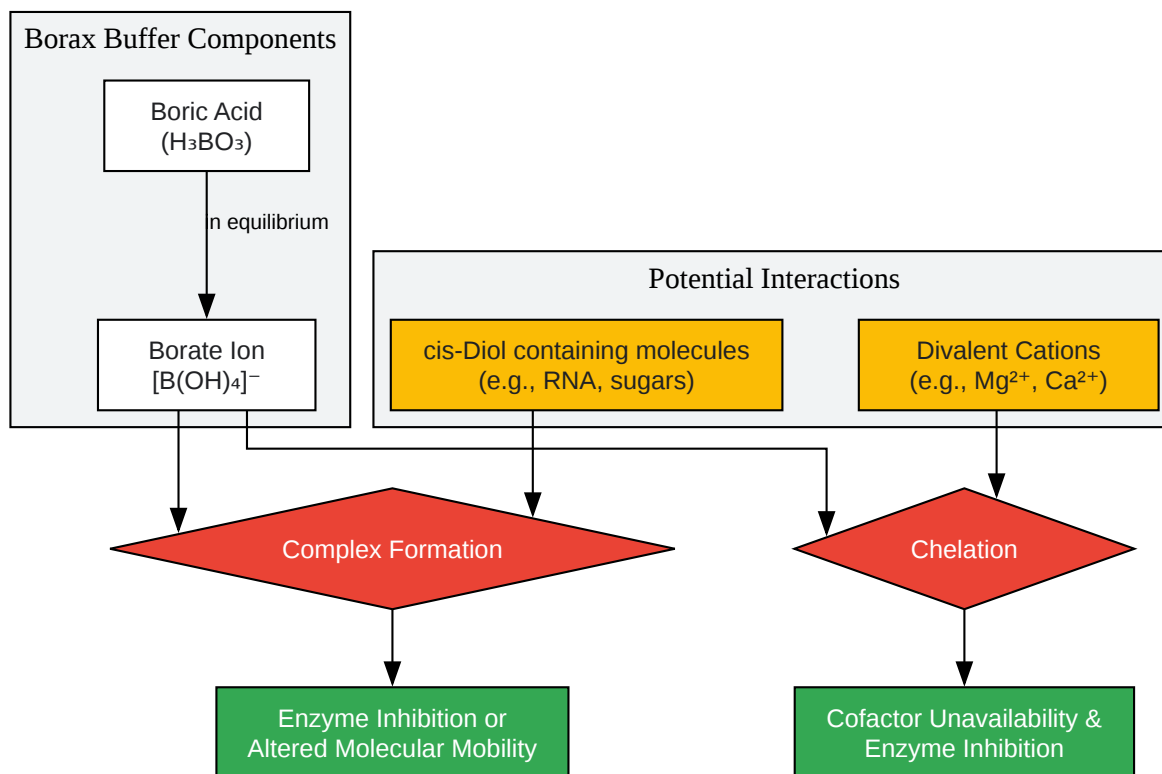 Borax Buffer Components
Boric Acid
(H₃BO₃)
in equilibrium
Potential Interactions
Borate Ion
[B(OH)₄]⁻
cis-Diol containing molecules
(e.g., RNA, sugars)
Divalent Cations
(e.g., Mg²⁺, Ca²⁺)
Complex Formation
Chelation
Enzyme Inhibition or
Altered Molecular Mobility
Cofactor Unavailability &
Enzyme Inhibition